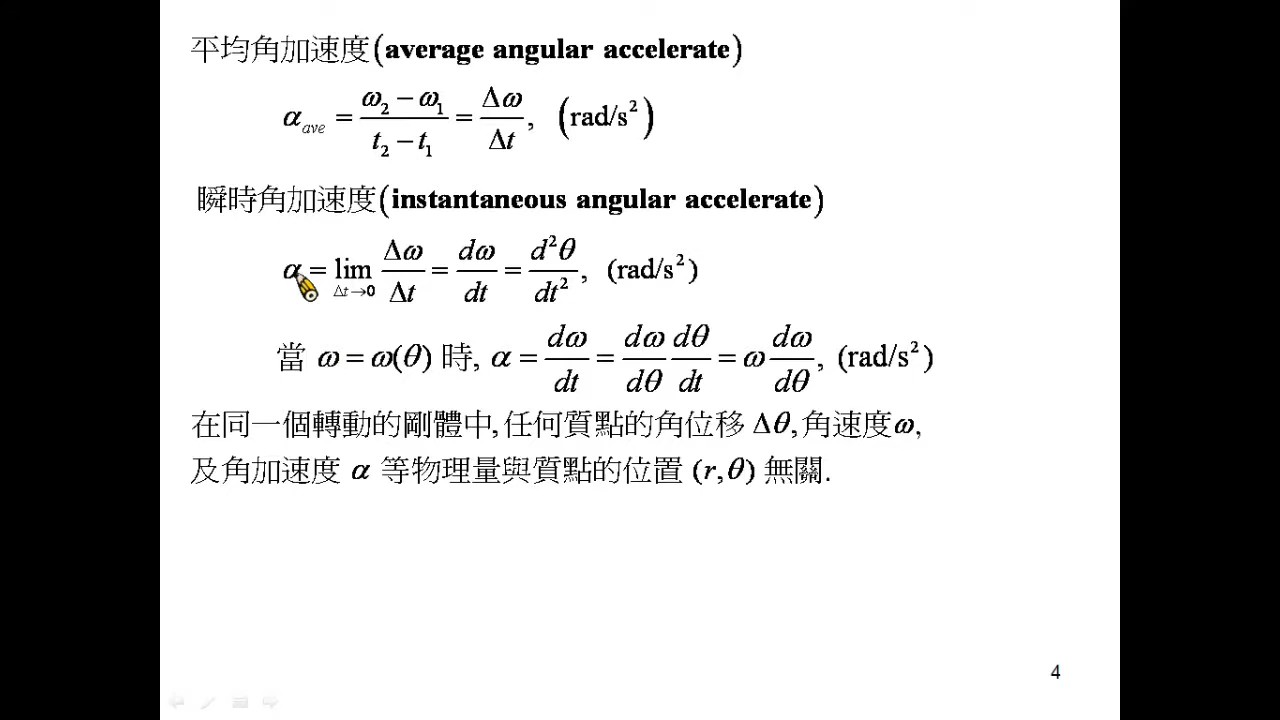 平均角加速度(average angular accelerate)
α_ave = (ω₂ − ω₁)/(t₂ − t₁) = Δω/Δt, (rad/s²)
瞬時角加速度(instantaneous angular accelerate)
α = lim_{Δt→0} Δω/Δt = dω/dt = d²θ/dt², (rad/s²)
當 ω = ω(θ) 時, α = dω/dt = dω/dθ dθ/dt = ω dω/dθ, (rad/s²)
在同一個轉動的剛體中,任何質點的角位移 Δθ,角速度ω,
及角加速度 α 等物理量與質點的位置 (r,θ) 無關.
4